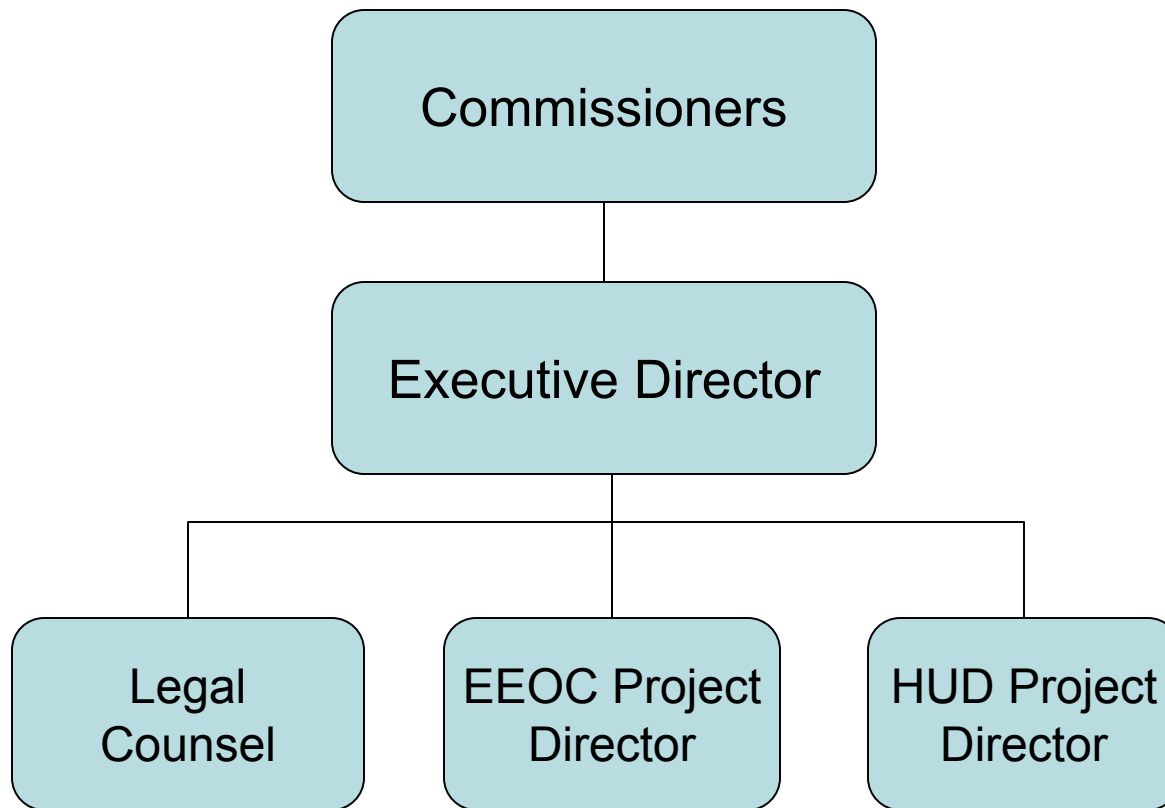 Commissioners
Executive Director
Legal
Counsel
EEOC Project
Director
HUD Project
Director